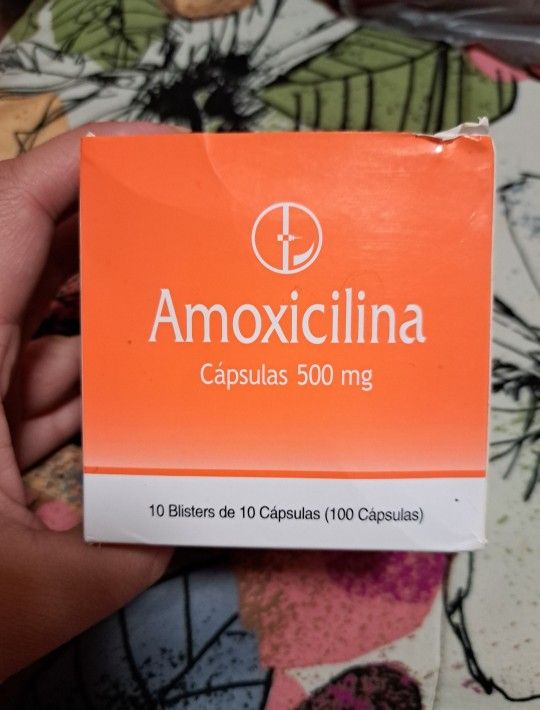 Amoxicilina
Cápsulas 500 mg
10 Blisters de 10 Cápsulas (100 Cápsulas)